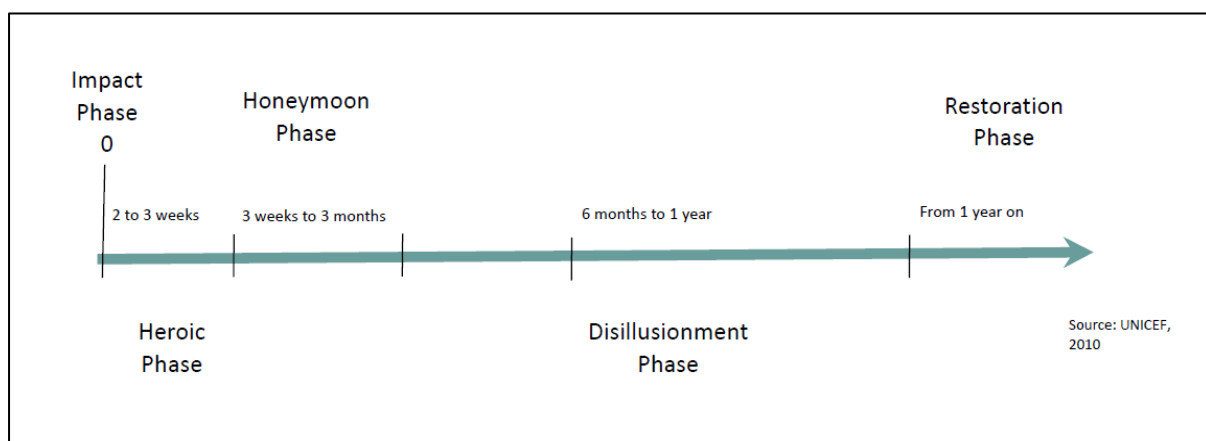 Impact
Phase
0
Honeymoon
Phase
Restoration
Phase
2 to 3 weeks
3 weeks to 3 months
6 months to 1 year
From 1 year on
Heroic
Phase
Disillusionment
Phase
Source: UNICEF,
2010